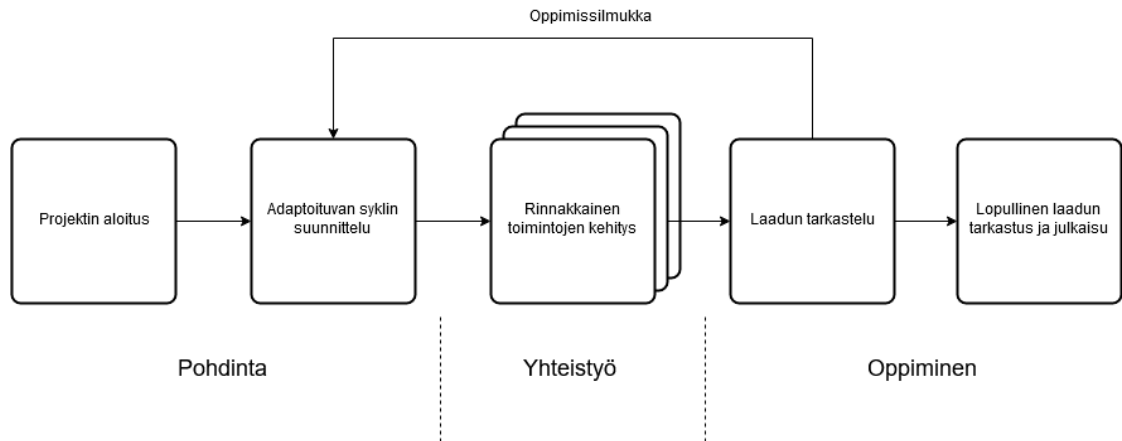 Oppimissilmukka
Projektin aloitus
Adaptoituvan syklin
suunnittelu
Rinnakkainen
toimintojen kehitys
Laadun tarkastelu
Lopullinen laadun
tarkastus ja julkaisu
Pohdinta
Yhteistyö
Oppiminen